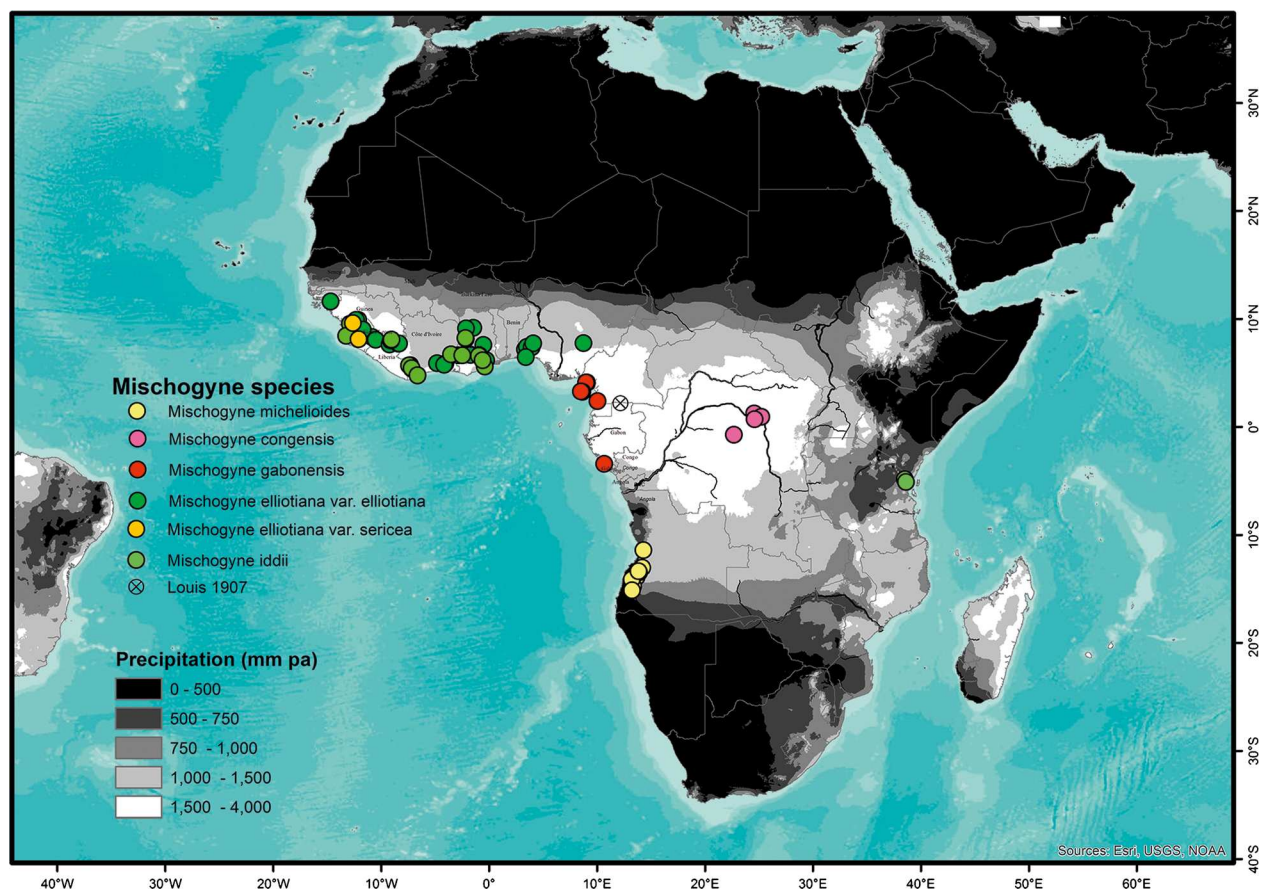 30°N
20°N
10°N
Guinea
Côte d'Ivoire
Benin
Liberia
Mischogyne species
Mischogyne michelioides
Mischogyne congensis
Mischogyne gabonensis
Mischogyne elliotiana var. elliotiana
Mischogyne elliotiana var. sericea
Mischogyne iddii
Louis 1907
0°
Gabon
Congo
Congo
Angola
Angola
10°S
20°S
30°S
40°S
Precipitation (mm pa)
0 - 500
500 - 750
750 - 1,000
1,000 - 1,500
1,500 - 4,000
Sources: Esri, USGS, NOAA
40°W 30°W 20°W 10°W 0° 10°E 20°E 30°E 40°E 50°E 60°E